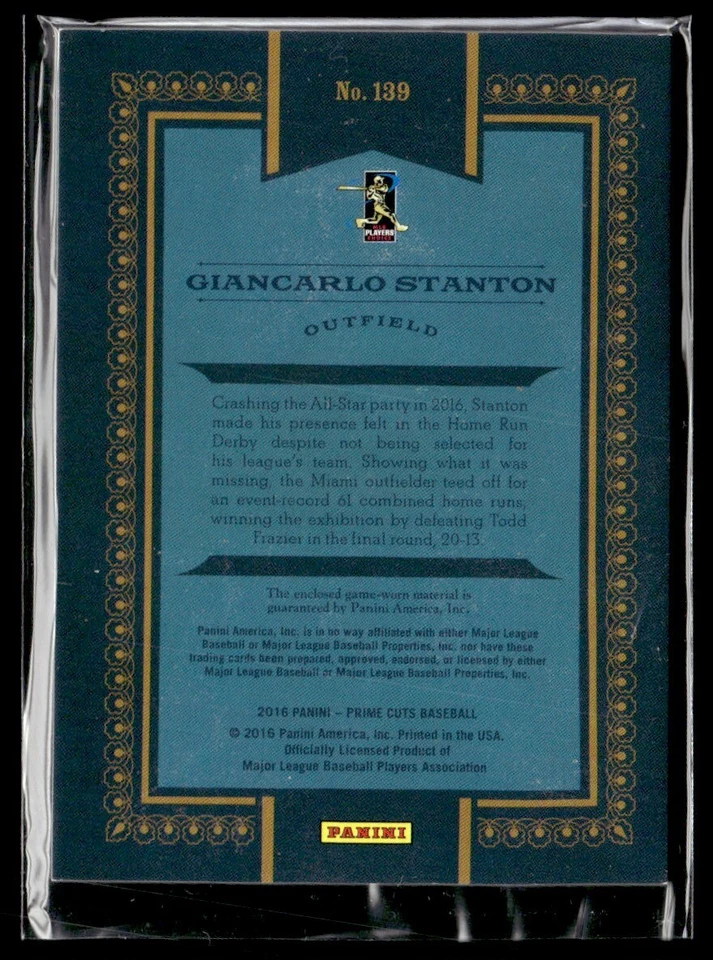 No. 139
MLB
PLAYERS
CHOICE
GIANCARLO STANTON
OUTFIELD
Crashing the All-Star party in 2016, Stanton
made his presence felt in the Home Run
Derby despite not being selected for
his league's team. Showing what it was
missing, the Miami outfielder teed off for
an event-record 61 combined home runs,
winning the exhibition by defeating Todd
Frazier in the final round, 20-13.
The enclosed game-worn material is
guaranteed by Panini America, Inc.
Panini America, Inc. is in no way affiliated with either Major League
Baseball or Major League Baseball Properties, Inc. nor have these
trading cards been prepared, approved, endorsed, or licensed by either
Major League Baseball or Major League Baseball Properties, Inc.
2016 PANINI – PRIME CUTS BASEBALL
© 2016 Panini America, Inc. Printed in the USA.
Officially Licensed Product of
Major League Baseball Players Association
PANINI